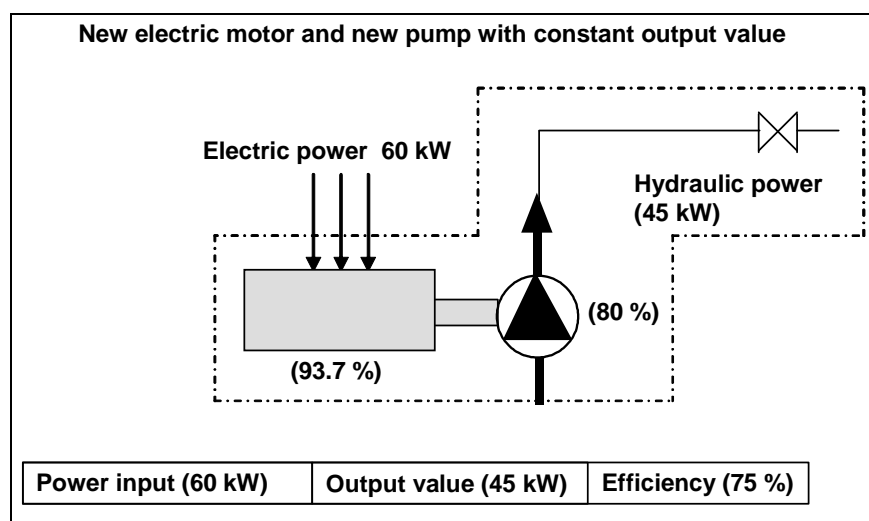 New electric motor and new pump with constant output value
Electric power 60 kW
Hydraulic power
(45 kW)
(80 %)
(93.7 %)
Power input (60 kW)
Output value (45 kW)
Efficiency (75 %)